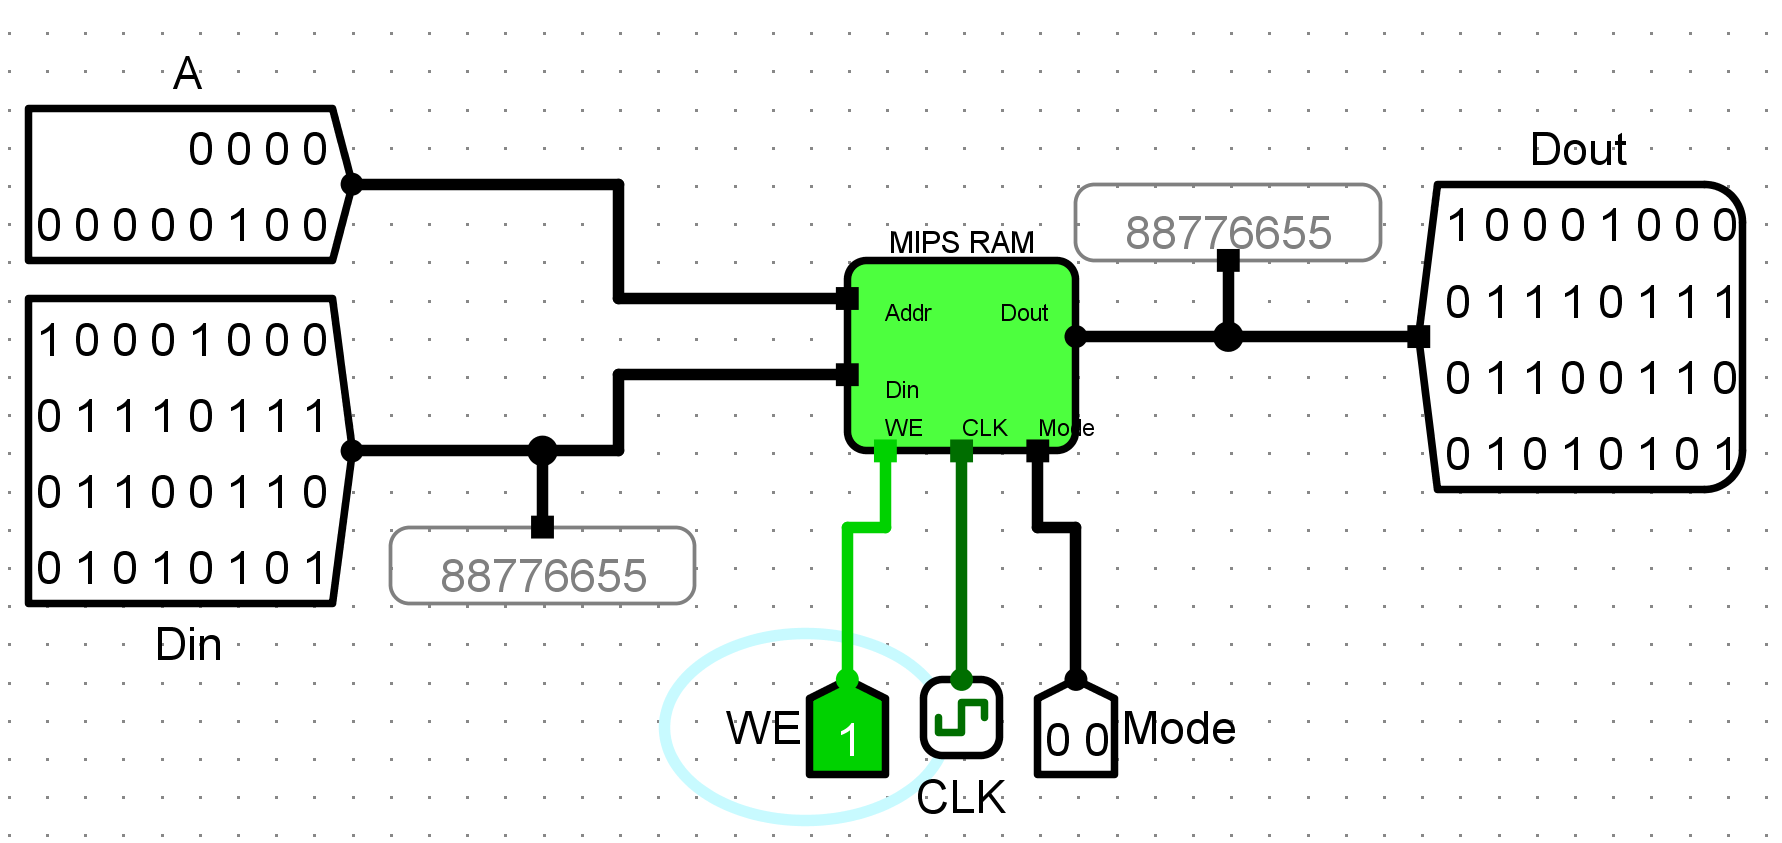 A
0 0 0 0
0 0 0 0 0 1 0 0
1 0 0 0 1 0 0 0
0 1 1 1 0 1 1 1
0 1 1 0 0 1 1 0
0 1 0 1 0 1 0 1
Din
88776655
MIPS RAM
Addr
Dout
Din
WE
CLK
Mode
88776655
Dout
1 0 0 0 1 0 0 0
0 1 1 1 0 1 1 1
0 1 1 0 0 1 1 0
0 1 0 1 0 1 0 1
WE
1
CLK
0 0
Mode